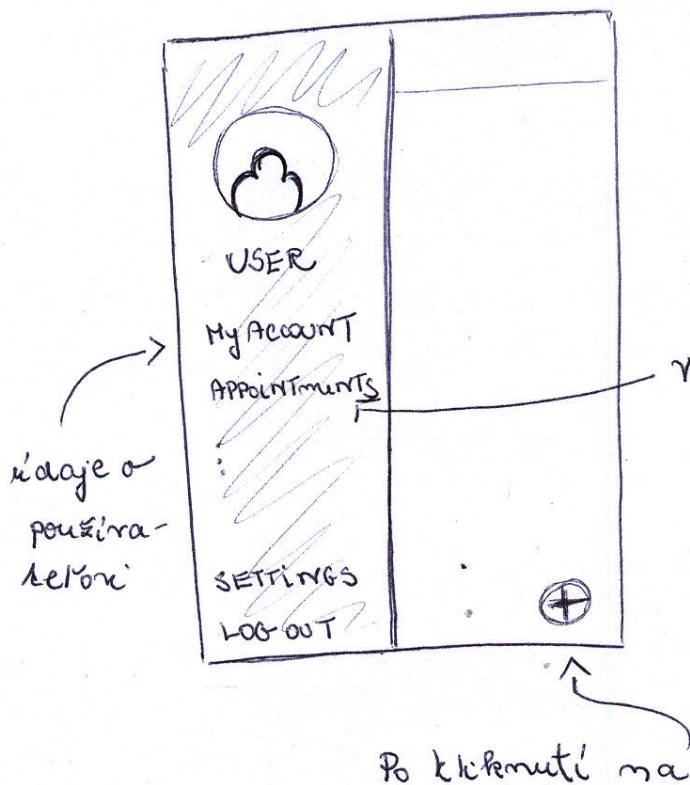 USER
My ACCOUNT
APPOINTMENTS
:
údaje o
používa-
teľovi
SETTINGS
LOG-OUT
Po kliknutí na